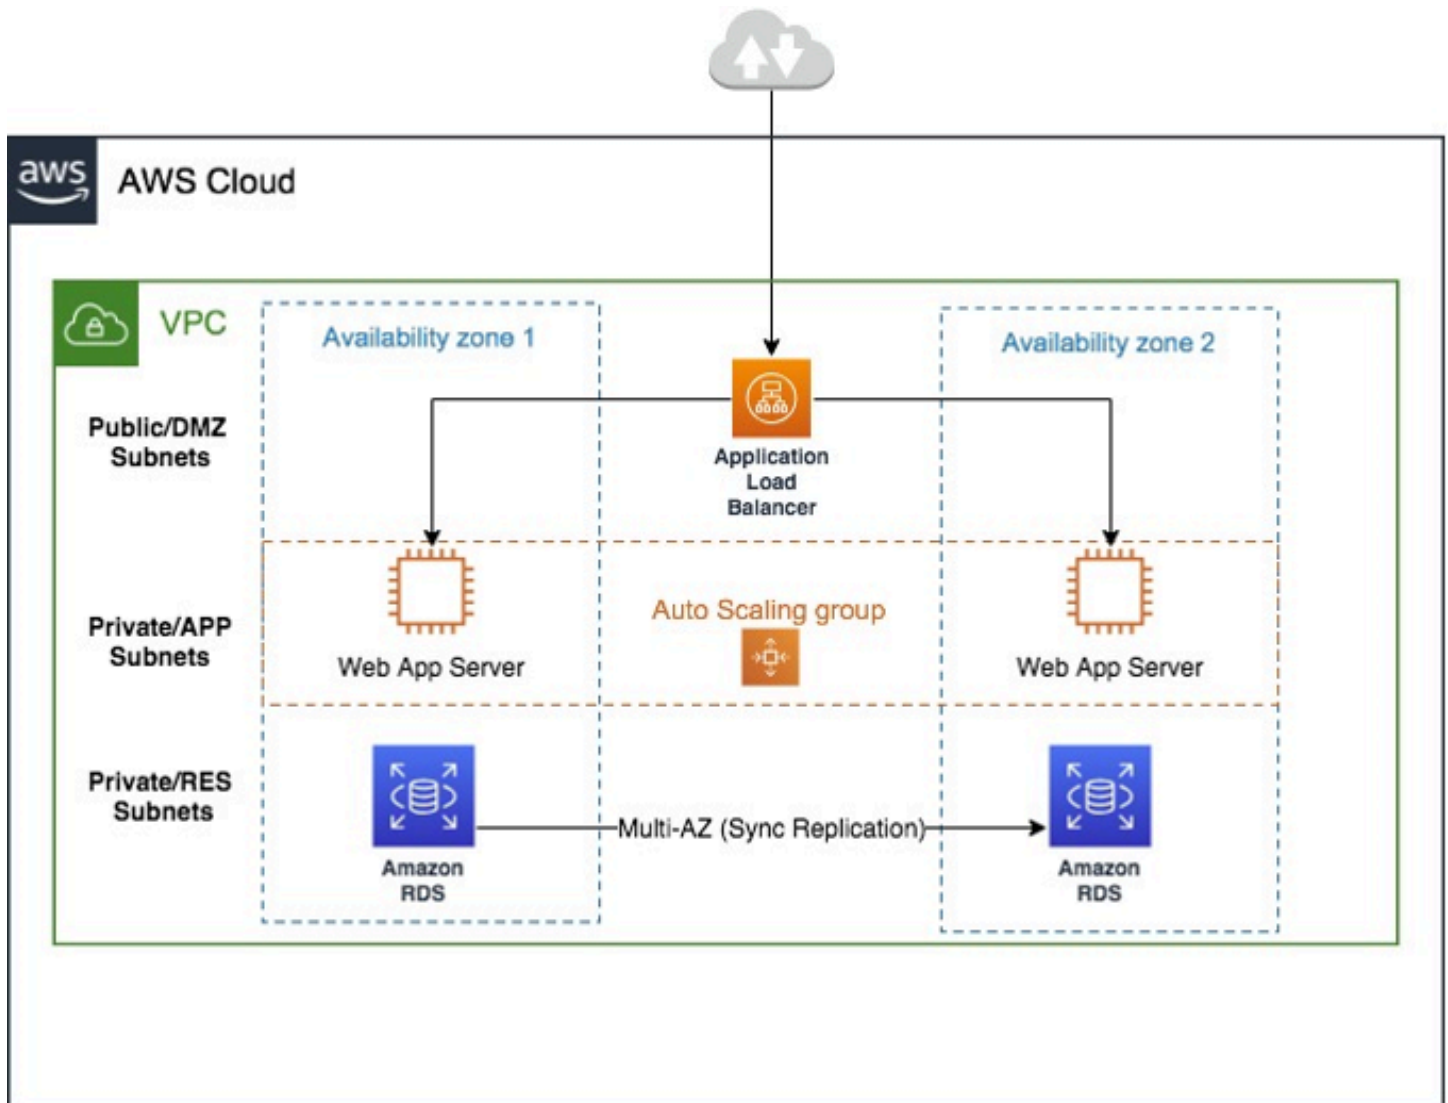 aws
AWS Cloud
VPC
Availability zone 1
Availability zone 2
Public/DMZ
Subnets
Application
Load
Balancer
Private/APP
Subnets
Web App Server
Auto Scaling group
Web App Server
Private/RES
Subnets
Amazon
RDS
Multi-AZ (Sync Replication)
Amazon
RDS